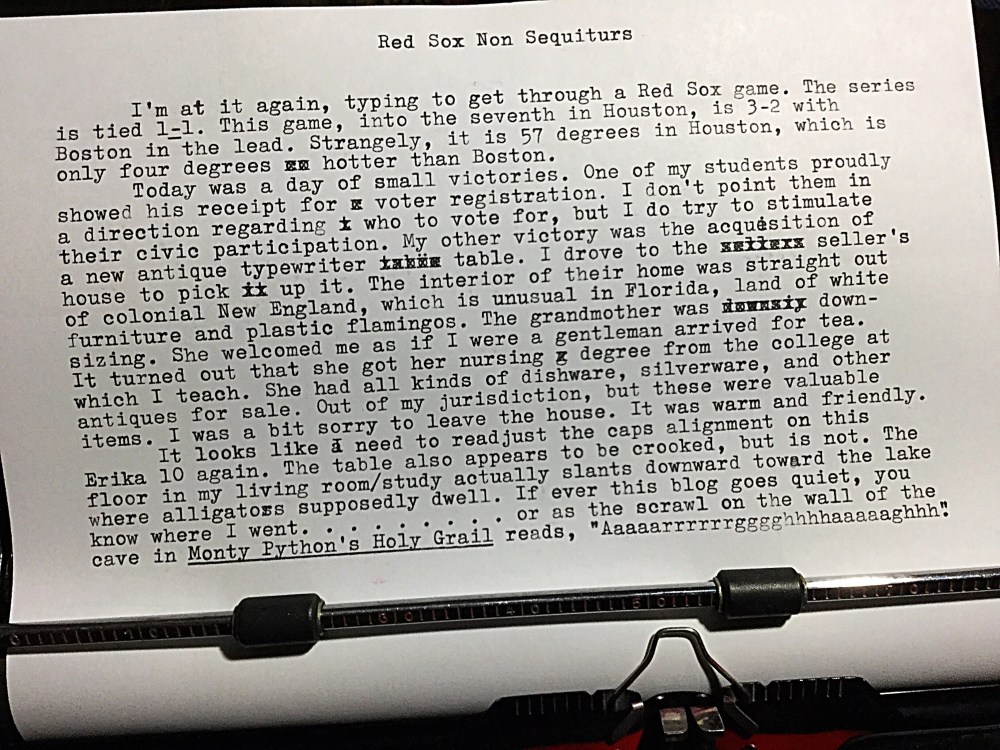 Red Sox Non Sequiturs
I'm at it again, typing to get through a Red Sox game. The series
is tied 1-1. This game, into the seventh in Houston, is 3-2 with
Boston in the lead. Strangely, it is 57 degrees in Houston, which is
only four degrees hotter than Boston.
Today was a day of small victories. One of my students proudly
showed his receipt for voter registration. I don't point them in
a direction regarding who to vote for, but I do try to stimulate
their civic participation. My other victory was the acquisition of
a new antique typewriter table. I drove to the seller's
house to pick up it. The interior of their home was straight out
of colonial New England, which is unusual in Florida, land of white
furniture and plastic flamingos. The grandmother was down-
sizing. She welcomed me as if I were a gentleman arrived for tea.
It turned out that she got her nursing degree from the college at
which I teach. She had all kinds of dishware, silverware, and other
antiques for sale. Out of my jurisdiction, but these were valuable
items. I was a bit sorry to leave the house. It was warm and friendly.
It looks like I need to readjust the caps alignment on this
Erika 10 again. The table also appears to be crooked, but is not. The
floor in my living room/study actually slants downward toward the lake
where alligators supposedly dwell. If ever this blog goes quiet, you
know where I went. . . . . . . . . . or as the scrawl on the wall of the
cave in Monty Python's Holy Grail reads, "Aaaaarrrrrrggggghhhhaaaaaghhh".